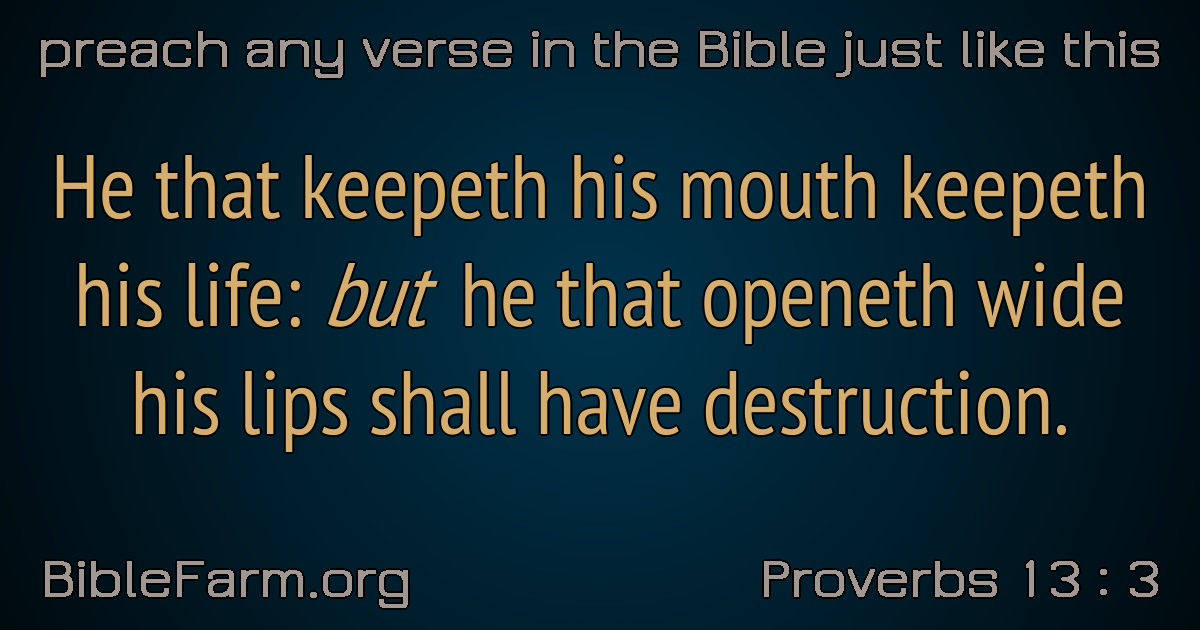 preach any verse in the Bible just like this
He that keepeth his mouth keepeth
his life: but he that openeth wide
his lips shall have destruction.
BibleFarm.org
Proverbs 13 : 3